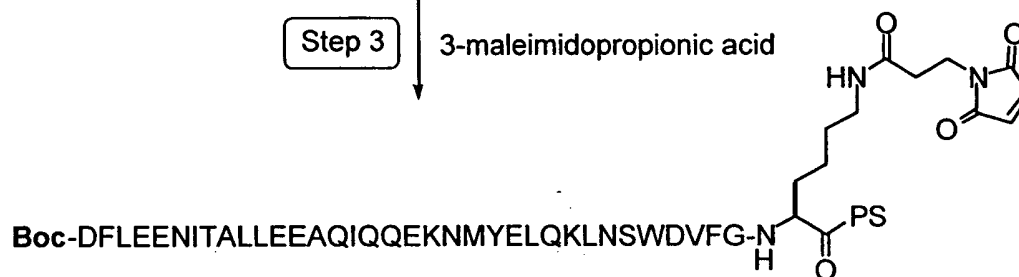 Step 3
3-maleimidopropionic acid
O
HN
N
O
O
Boc-DFLEENITALLEEAQIQQEKNMYELQKLNSWDVFG-N
H
O
PS